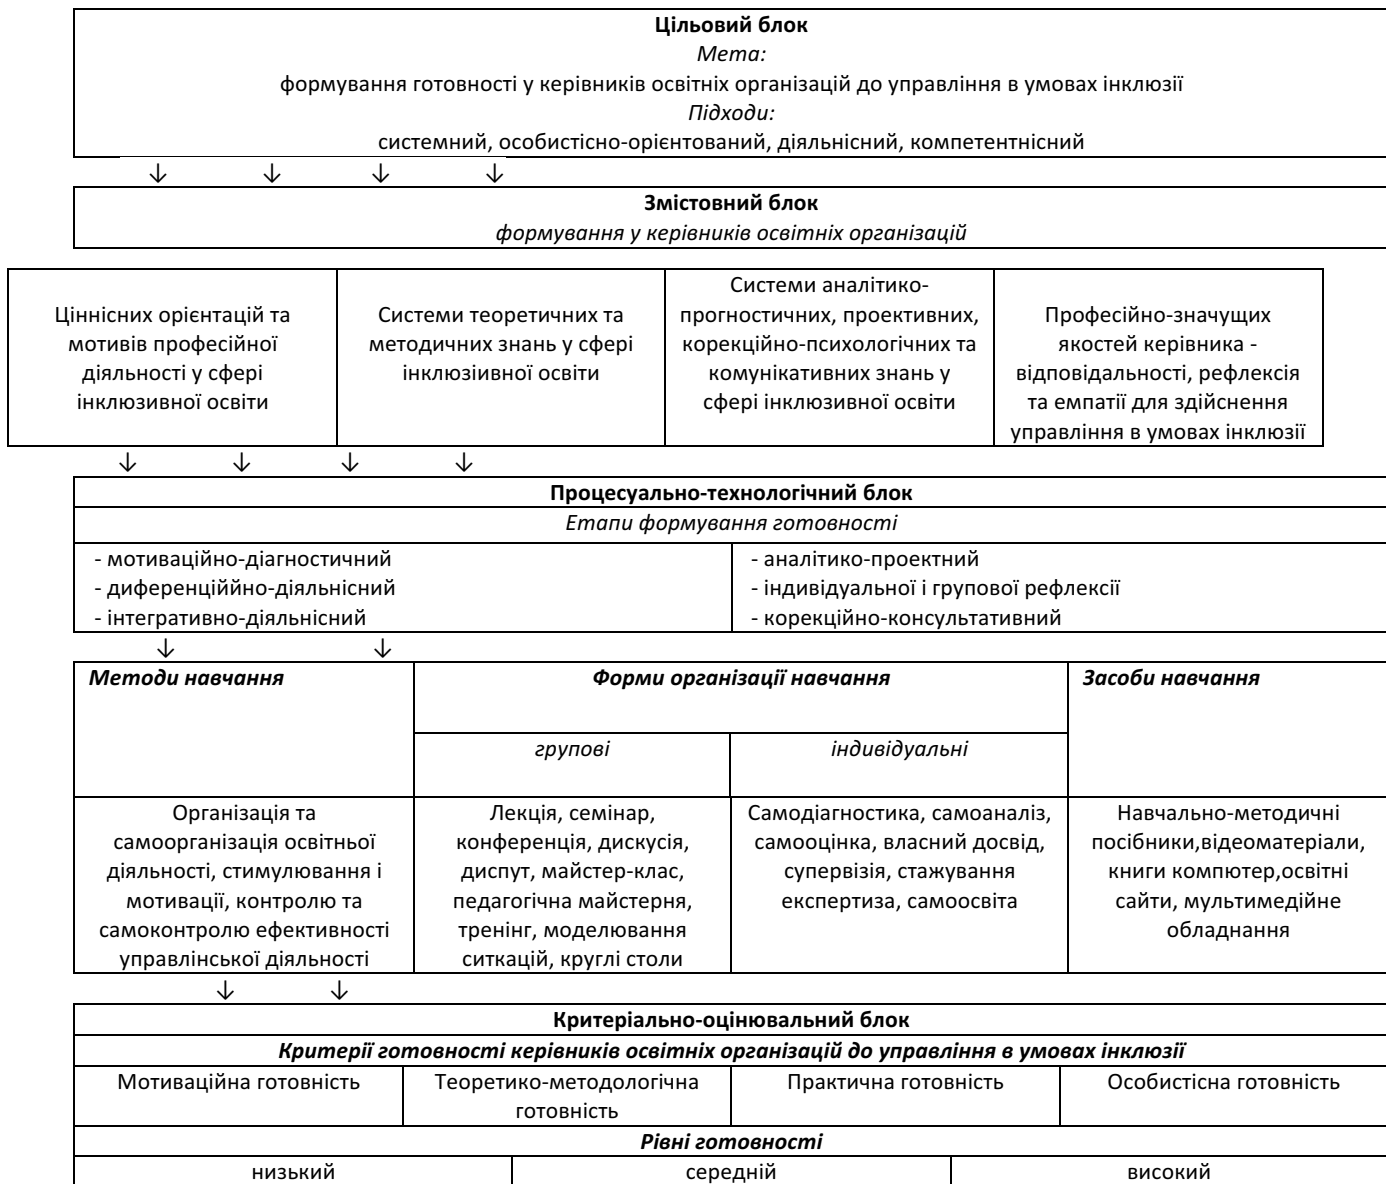 Цільовий блок
Мета:
формування готовності у керівників освітніх організацій до управління в умовах інклюзії
Підходи:
системний, особистісно-орієнтований, діяльнісний, компетентнісний
↓ ↓ ↓ ↓
Змістовний блок
формування у керівників освітніх організацій
Ціннісних орієнтацій та
мотивів професійної
діяльності у сфері
інклюзивної освіти
Системи теоретичних та
методичних знань у сфері
інклюзіивної освіти
Системи аналітико-
прогностичних, проективних,
корекційно-психологічних та
комунікативних знань у
сфері інклюзивної освіти
Професійно-значущих
якостей керівника -
відповідальності, рефлексія
та емпатії для здійснення
управління в умовах інклюзії
↓ ↓ ↓ ↓
Процесуально-технологічний блок
Етапи формування готовності
- мотиваційно-діагностичний
- диференціййно-діяльнісний
- інтегративно-діяльнісний
- аналітико-проектний
- індивідуальної і групової рефлексії
- корекційно-консультативний
↓ ↓
Методи навчання
Форми організації навчання
Засоби навчання
групові
індивідуальні
Організація та
самоорганізація освітньої
діяльності, стимулювання і
мотивації, контролю та
самоконтролю ефективності
управлінської діяльності
Лекція, семінар,
конференція, дискусія,
диспут, майстер-клас,
педагогічна майстерня,
тренінг, моделювання
ситкацій, круглі столи
Самодіагностика, самоаналіз,
самооцінка, власний досвід,
супервізія, стажування
експертиза, самоосвіта
Навчально-методичні
посібники,відеоматеріали,
книги компютер,освітні
сайти, мультимедійне
обладнання
↓ ↓
Критеріально-оцінювальний блок
Критерії готовності керівників освітніх організацій до управління в умовах інклюзії
Мотиваційна готовність
Теоретико-методологічна
готовність
Практична готовність
Особистісна готовність
Рівні готовності
низький
середній
високий